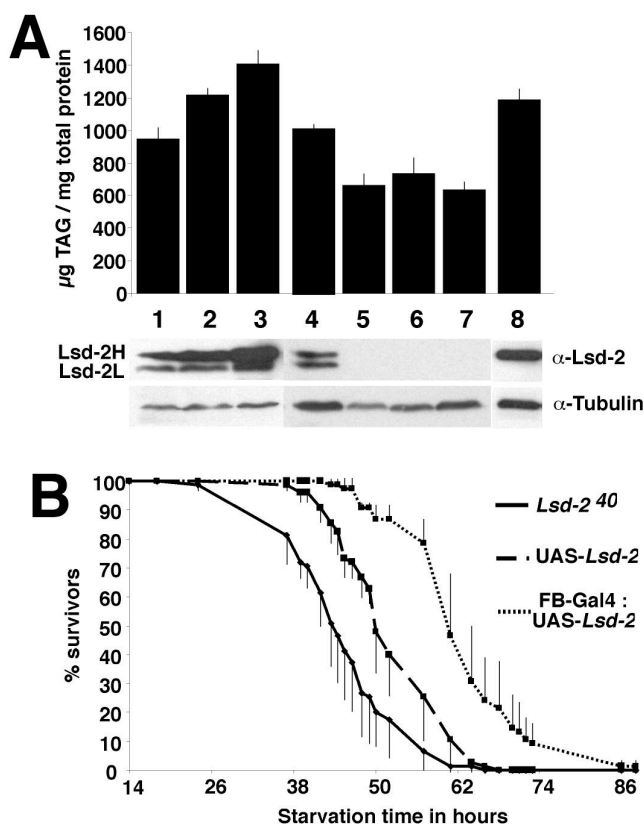 A
1600
1400
1200
1000
800
600
400
200
0
µg TAG / mg total protein
1 2 3 4 5 6 7 8
Lsd-2H
Lsd-2L
α-Lsd-2
α-Tubulin
B
100
90
80
70
60
50
40
30
20
10
0
% survivors
Lsd-2 40
UAS-Lsd-2
FB-Gal4 :
UAS-Lsd-2
14 26 38 50 62 74 86
Starvation time in hours